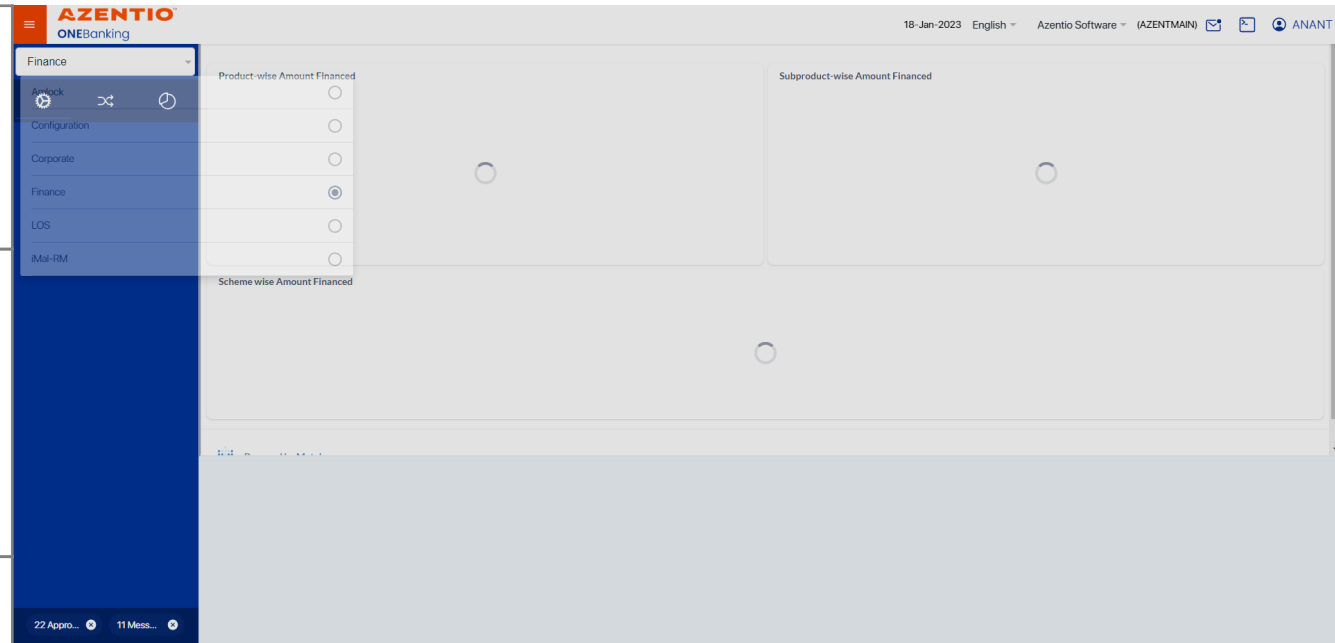 AZENTIO
ONEBanking
18-Jan-2023 English Azentio Software (AZENTMAIN) ANANT
Finance
Product-wise Amount Financed
Subproduct-wise Amount Financed
Amlock
Configuration
Corporate
Finance
LOS
iMal-RM
Scheme wise Amount Financed
22 Appro... 11 Mess...